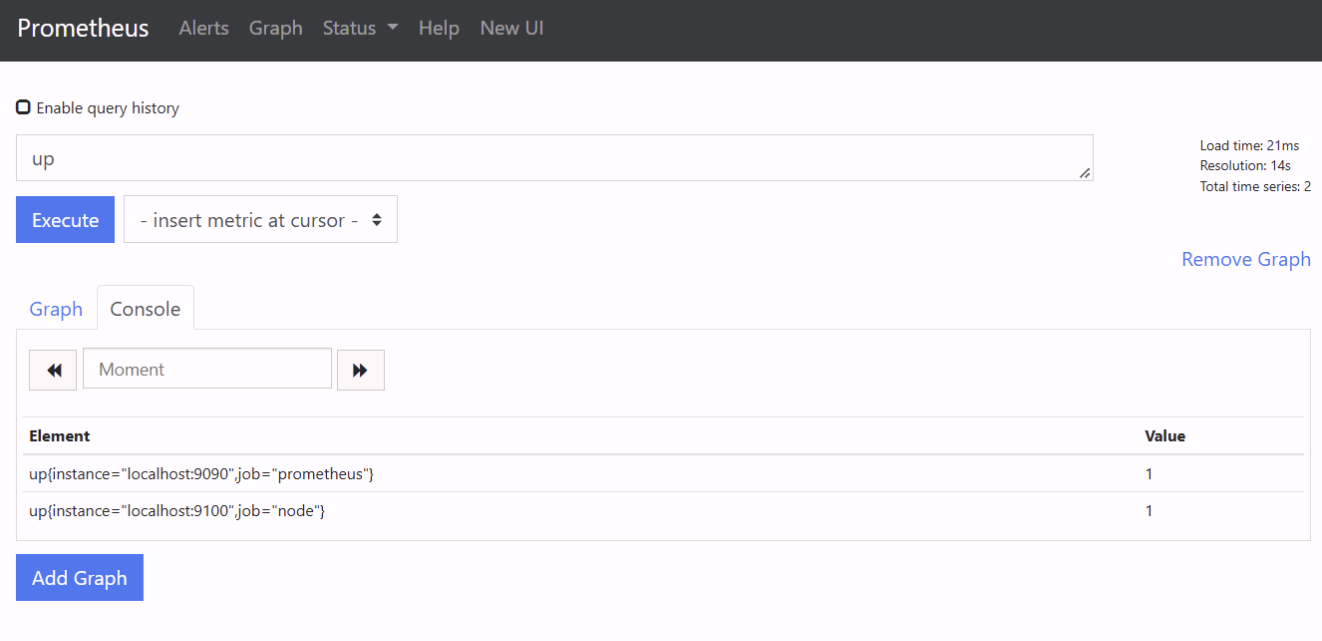 Prometheus Alerts Graph Status Help New UI
Enable query history
up
Load time: 21ms
Resolution: 14s
Total time series: 2
Execute - insert metric at cursor -
Remove Graph
Graph Console
Moment
Element Value
up{instance="localhost:9090",job="prometheus"} 1
up{instance="localhost:9100",job="node"} 1
Add Graph